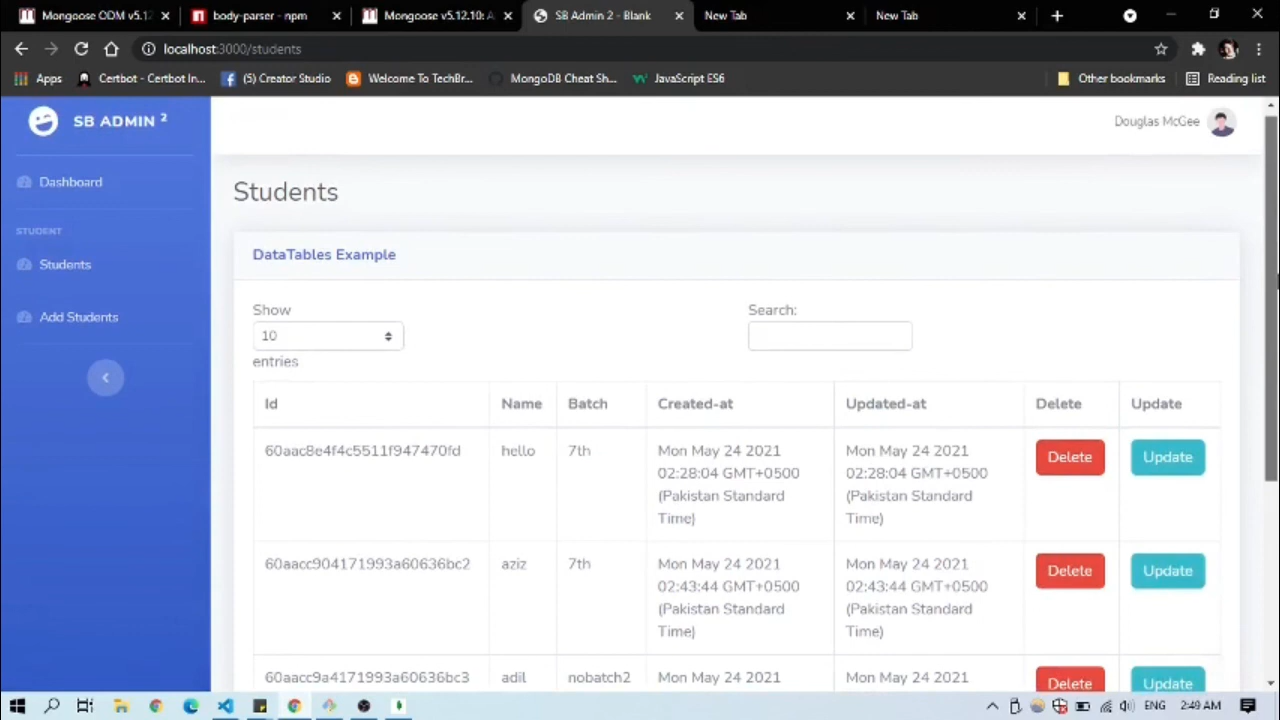 Mongoose ODM v5.12
body-parser - npm
Mongoose v5.12.10: A
SB Admin 2 - Blank
New Tab
New Tab
localhost:3000/students
Apps
Certbot - Certbot In...
(5) Creator Studio
Welcome To TechBr...
MongoDB Cheat Sh...
JavaScript ES6
Other bookmarks
Reading list
SB ADMIN 2
Douglas McGee
Dashboard
STUDENT
Students
Add Students
Students
DataTables Example
Show
10
entries
Search:
Id Name Batch Created-at Updated-at Delete Update
60aac8e4f4c5511f947470fd hello 7th Mon May 24 2021 Mon May 24 2021 Delete Update
02:28:04 GMT+0500 02:28:04 GMT+0500
(Pakistan Standard (Pakistan Standard
Time) Time)
60aacc904171993a60636bc2 aziz 7th Mon May 24 2021 Mon May 24 2021 Delete Update
02:43:44 GMT+0500 02:43:44 GMT+0500
(Pakistan Standard (Pakistan Standard
Time) Time)
60aacc9a4171993a60636bc3 adil nobatch2 Mon May 24 2021 Mon May 24 2021 Delete Update
ENG 2:49 AM